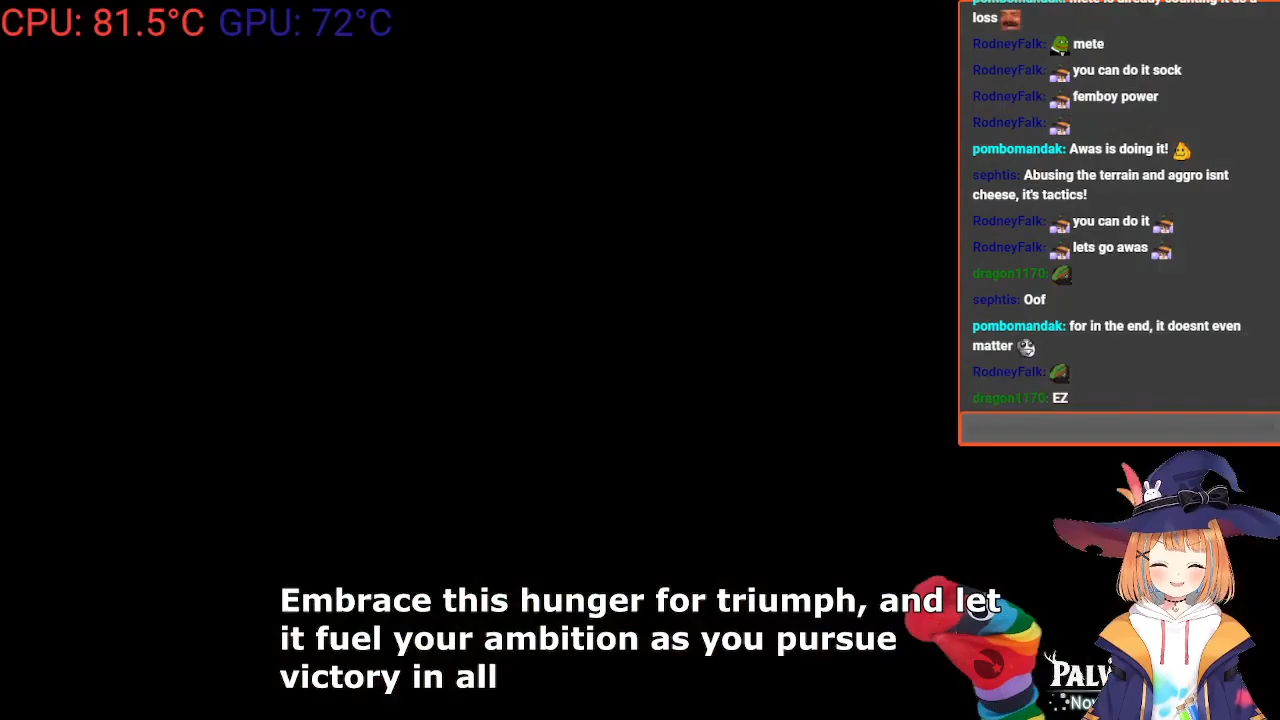 CPU: 81.5°C GPU: 72°C
loss
RodneyFalk: mete
RodneyFalk: you can do it sock
RodneyFalk: femboy power
RodneyFalk:
pombomandak: Awas is doing it!
sephtis: Abusing the terrain and aggro isnt
cheese, it's tactics!
RodneyFalk: you can do it
RodneyFalk: lets go awas
dragon1170:
sephtis: Oof
pombomandak: for in the end, it doesnt even
matter
RodneyFalk:
dragon1170: EZ
Embrace this hunger for triumph, and let
it fuel your ambition as you pursue
victory in all